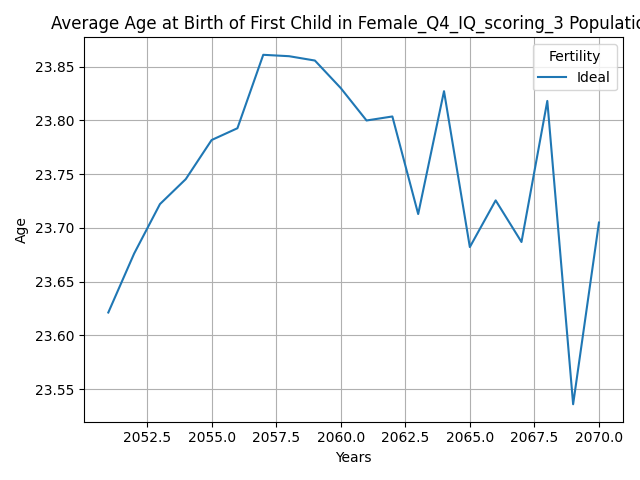 Average Age at Birth of First Child in Female_Q4_IQ_scoring_3 Populatio
23.85
23.80
23.75
23.70
23.65
23.60
23.55
Age
Fertility
Ideal
2052.5 2055.0 2057.5 2060.0 2062.5 2065.0 2067.5 2070.0
Years